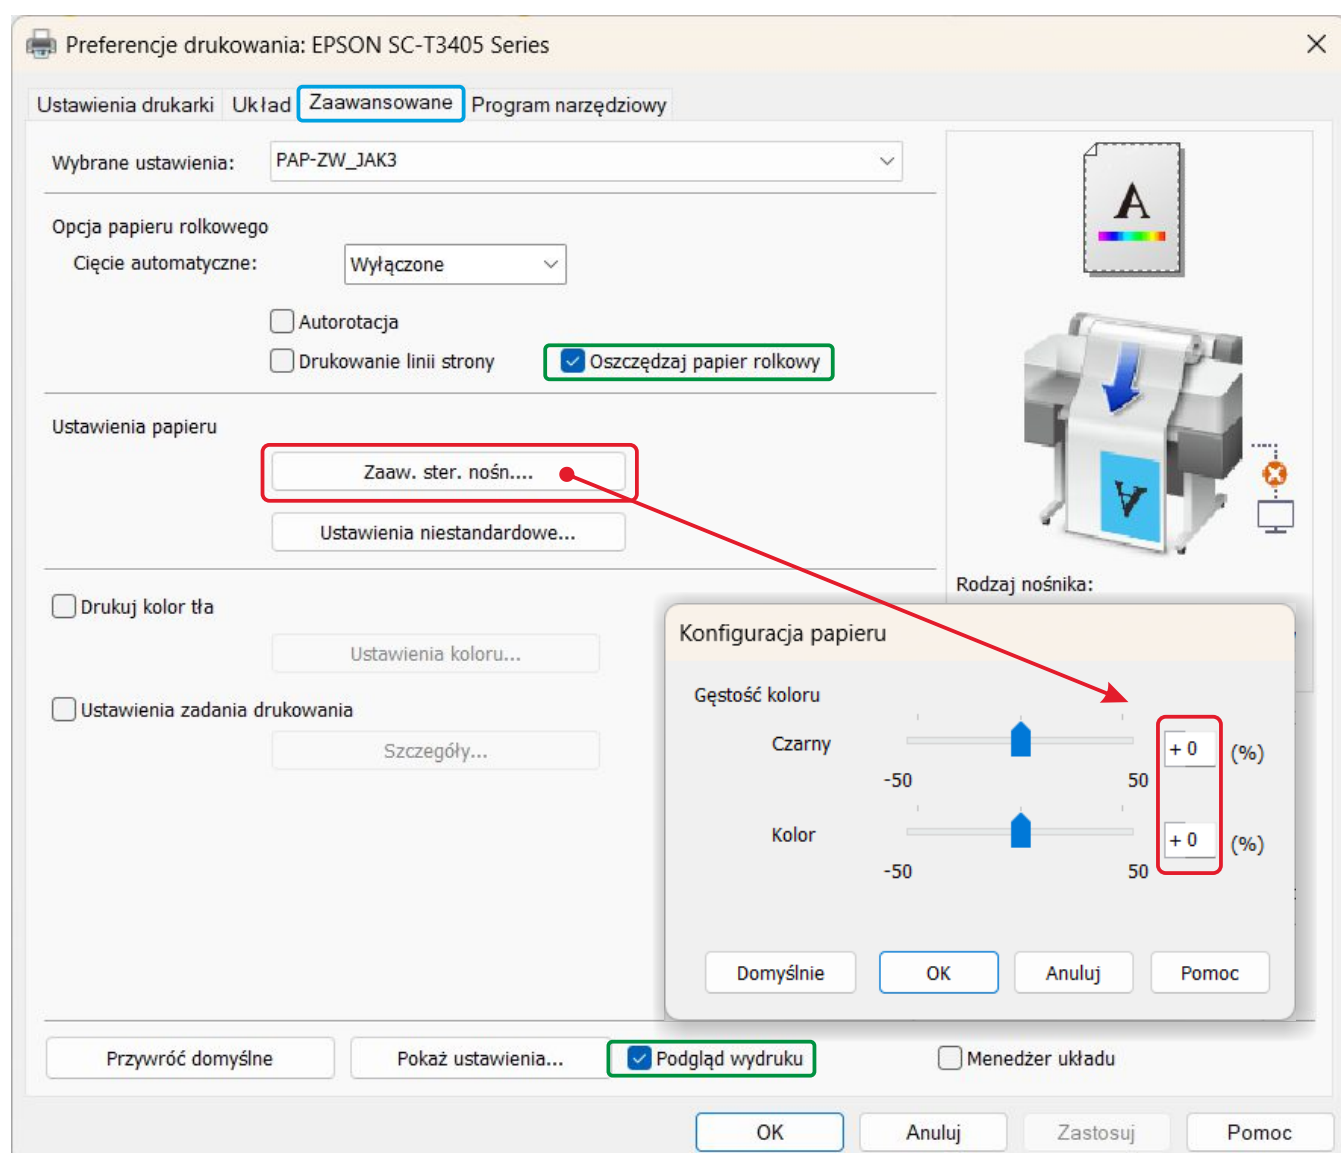 Preferencje drukowania: EPSON SC-T3405 Series
Ustawienia drukarki Układ Zaawansowane Program narzędziowy
Wybrane ustawienia: PAP-ZW_JAK3
Opcja papieru rolkowego
Cięcie automatyczne: Wyłączone
Autorotacja
Drukowanie linii strony Oszczędzaj papier rolkowy
Ustawienia papieru
Zaaw. ster. nośn....
Ustawienia niestandardowe...
Drukuj kolor tła
Ustawienia koloru...
Ustawienia zadania drukowania
Szczegóły...
A
A
Rodzaj nośnika:
Konfiguracja papieru
Gęstość koloru
Czarny + 0 (%)
-50 50
Kolor + 0 (%)
-50 50
Domyślnie OK Anuluj Pomoc
Przywróć domyślne Pokaż ustawienia... Podgląd wydruku Menedżer układu
OK Anuluj Zastosuj Pomoc